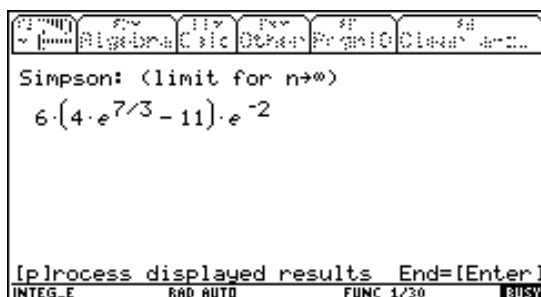 Algebra Calc Other PrgmIO Clean
Simpson: (limit for n→∞)
6·(4·e^7/3 − 11)·e^-2
[p]rocess displayed results End=[Enter]
INTEG_E RAD AUTO FUNC 1/30 BUSY